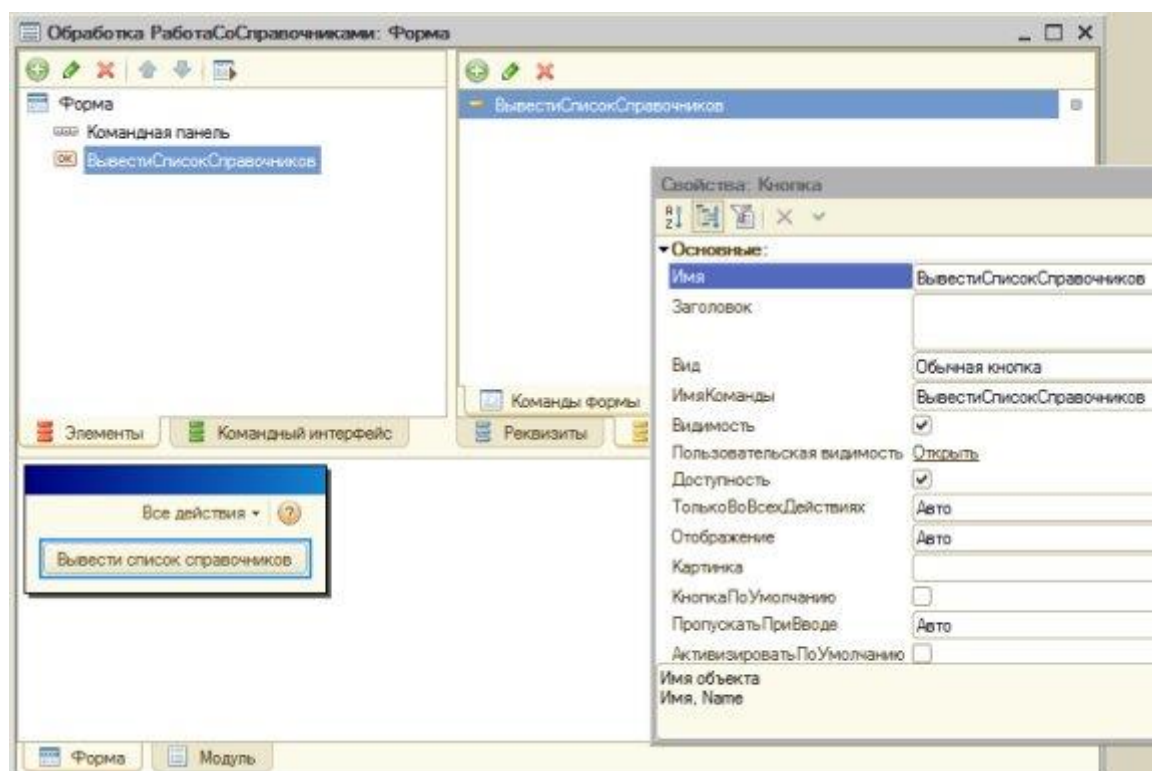 Обработка РаботаСоСправочниками: Форма
Форма
Командная панель
ВывестиСписокСправочников
Элементы
Командный интерфейс
ВывестиСписокСправочников
Команды формы
Реквизиты
Все действия
Вывести список справочников
Форма
Модуль
Свойства: Кнопка
Основные:
Имя ВывестиСписокСправочников
Заголовок
Вид Обычная кнопка
ИмяКоманды ВывестиСписокСправочников
Видимость
Пользовательская видимость Открыть
Доступность
ТолькоВоВсехДействиях Авто
Отображение Авто
Картинка
КнопкаПоУмолчанию
ПропускатьПриВводе Авто
АктивизироватьПоУмолчанию
Имя объекта
Имя, Name